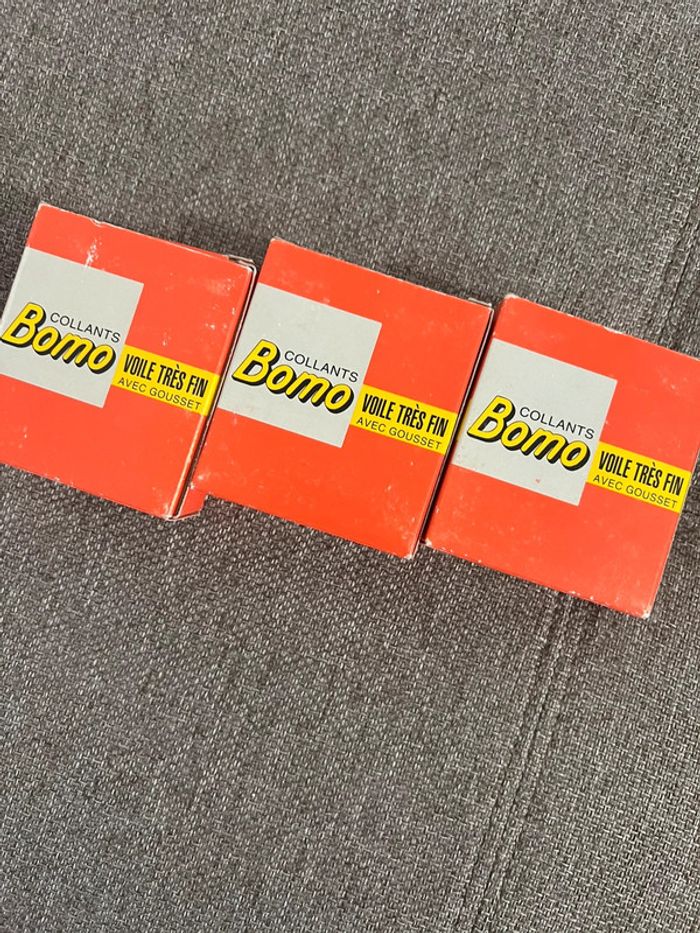 COLLANTS
Bomo
VOILE TRÈS FIN
AVEC GOUSSET
COLLANTS
Bomo
VOILE TRÈS FIN
AVEC GOUSSET
COLLANTS
Bomo
VOILE TRÈS FIN
AVEC GOUSSET